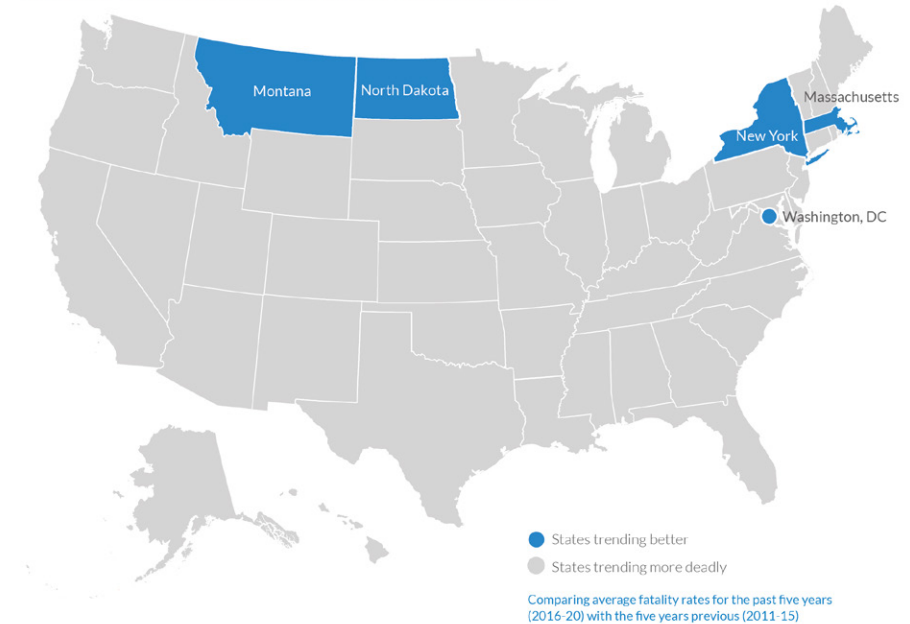 Montana
North Dakota
Massachusetts
New York
Washington, DC
States trending better
States trending more deadly
Comparing average fatality rates for the past five years
(2016-20) with the five years previous (2011-15)